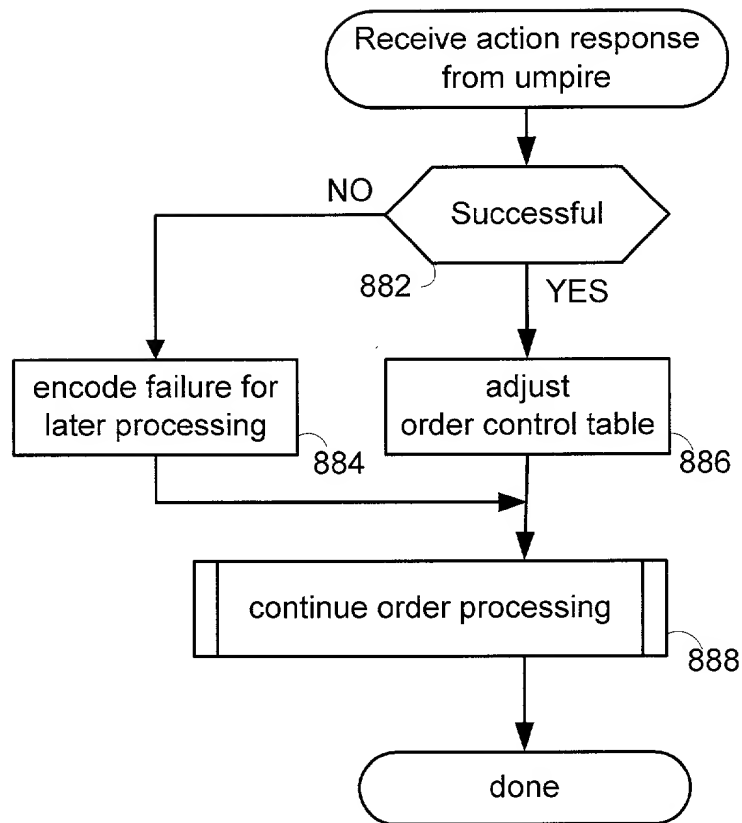 Receive action response
from umpire
NO
Successful
882
YES
encode failure for
later processing
884
adjust
order control table
886
continue order processing
888
done